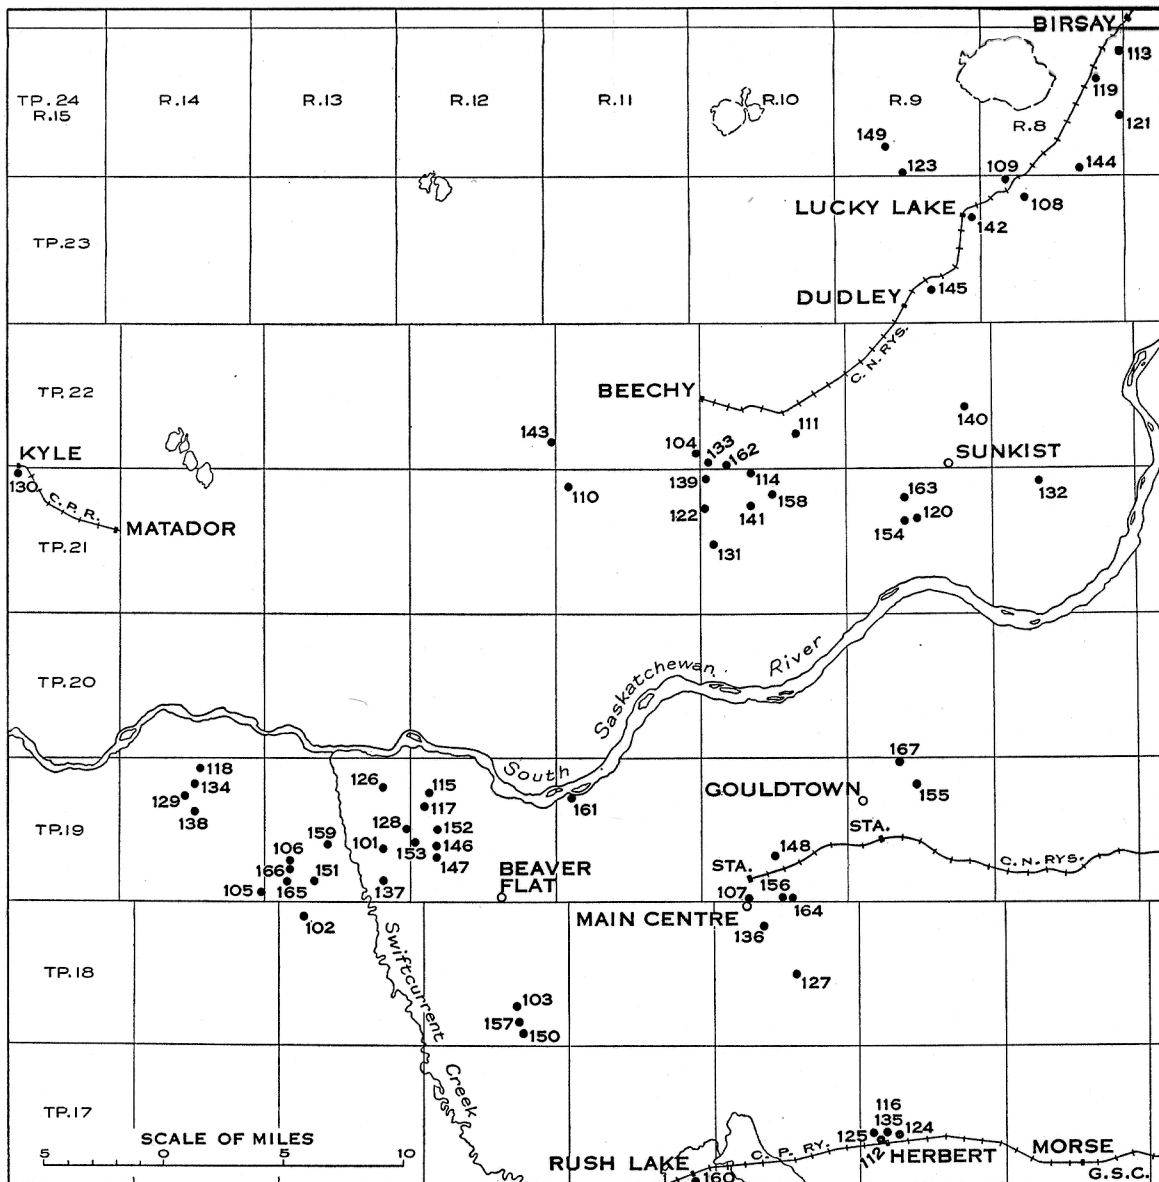 BIRSAY
113
TP.24
R.15
R.14
R.13
R.12
R.11
R.10
R.9
R.8
119
121
149
123
109
144
LUCKY LAKE
108
142
TP.23
DUDLEY
145
C. N. RYS.
TP.22
BEECHY
140
143
111
104
133
162
SUNKIST
KYLE
130
C. P. R.
MATADOR
139
114
110
158
163
132
122
141
154
120
TP.21
131
South Saskatchewan River
TP.20
118
134
129
138
126
115
117
161
167
GOULDTOWN
155
TP.19
159
128
152
STA.
101
153
146
148
C. N. RYS.
106
147
166
BEAVER
FLAT
STA.
105
165
151
137
107
156
164
102
MAIN CENTRE
136
Swiftcurrent Creek
TP.18
127
103
157
150
TP.17
116
135
125
124
112
SCALE OF MILES
5 0 5 10
RUSH LAKE
160
C. P. RY.
HERBERT
MORSE
G.S.C.